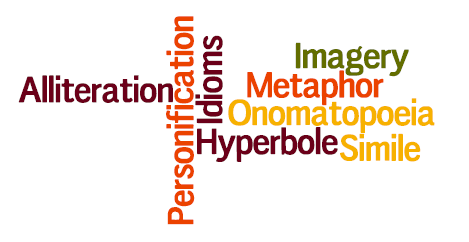 Alliteration
Personification
Idioms
Imagery
Metaphor
Onomatopoeia
Hyperbole
Simile